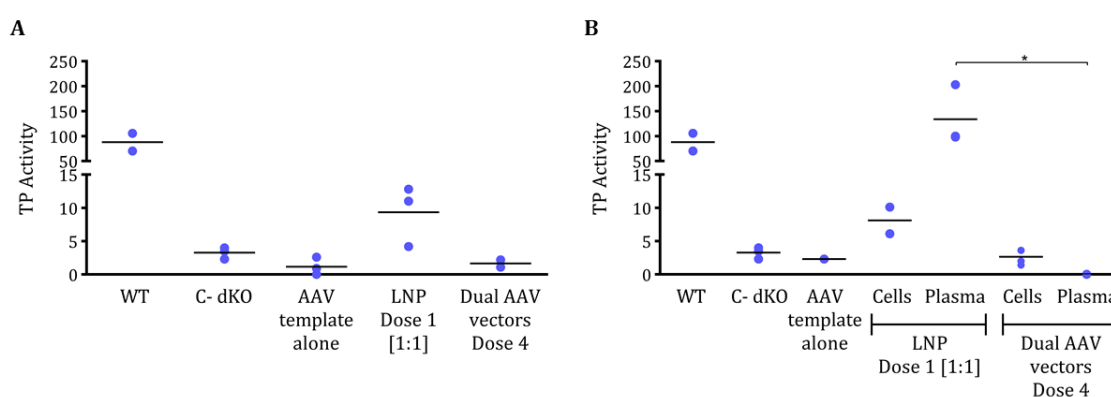 A
TP Activity
250
200
150
100
50
15
10
5
0
WT
C- dKO
AAV
template
alone
LNP
Dose 1
[1:1]
Dual AAV
vectors
Dose 4
B
TP Activity
250
200
150
100
50
15
10
5
0
*
WT
C- dKO
AAV
template
alone
Cells
Plasma
LNP
Dose 1 [1:1]
Cells
Plasma
Dual AAV
vectors
Dose 4